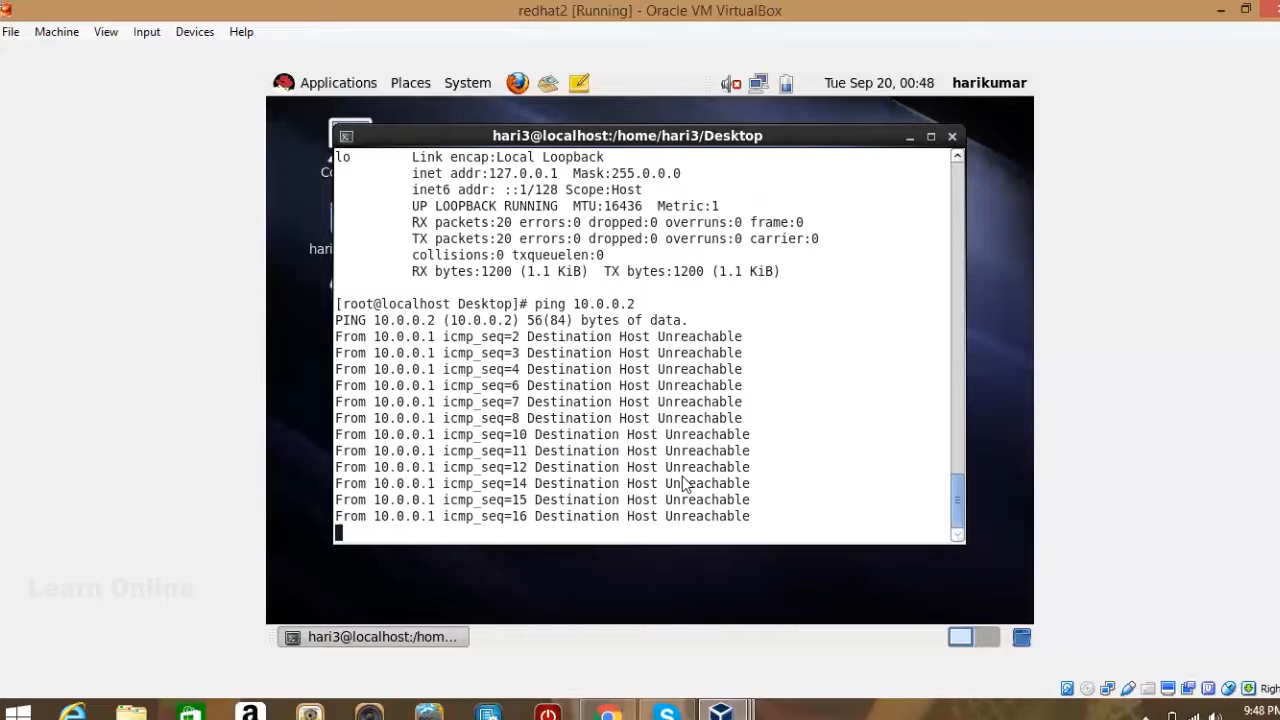 redhat2 [Running] - Oracle VM VirtualBox
File Machine View Input Devices Help
Applications Places System Tue Sep 20, 00:48 harikumar
hari3@localhost:/home/hari3/Desktop
lo Link encap:Local Loopback
inet addr:127.0.0.1 Mask:255.0.0.0
inet6 addr: ::1/128 Scope:Host
UP LOOPBACK RUNNING MTU:16436 Metric:1
RX packets:20 errors:0 dropped:0 overruns:0 frame:0
TX packets:20 errors:0 dropped:0 overruns:0 carrier:0
collisions:0 txqueuelen:0
RX bytes:1200 (1.1 KiB) TX bytes:1200 (1.1 KiB)
[root@localhost Desktop]# ping 10.0.0.2
PING 10.0.0.2 (10.0.0.2) 56(84) bytes of data.
From 10.0.0.1 icmp_seq=2 Destination Host Unreachable
From 10.0.0.1 icmp_seq=3 Destination Host Unreachable
From 10.0.0.1 icmp_seq=4 Destination Host Unreachable
From 10.0.0.1 icmp_seq=6 Destination Host Unreachable
From 10.0.0.1 icmp_seq=7 Destination Host Unreachable
From 10.0.0.1 icmp_seq=8 Destination Host Unreachable
From 10.0.0.1 icmp_seq=10 Destination Host Unreachable
From 10.0.0.1 icmp_seq=11 Destination Host Unreachable
From 10.0.0.1 icmp_seq=12 Destination Host Unreachable
From 10.0.0.1 icmp_seq=14 Destination Host Unreachable
From 10.0.0.1 icmp_seq=15 Destination Host Unreachable
From 10.0.0.1 icmp_seq=16 Destination Host Unreachable
hari
Learn Online
hari3@localhost:/hom...
Righ
9:48 PM